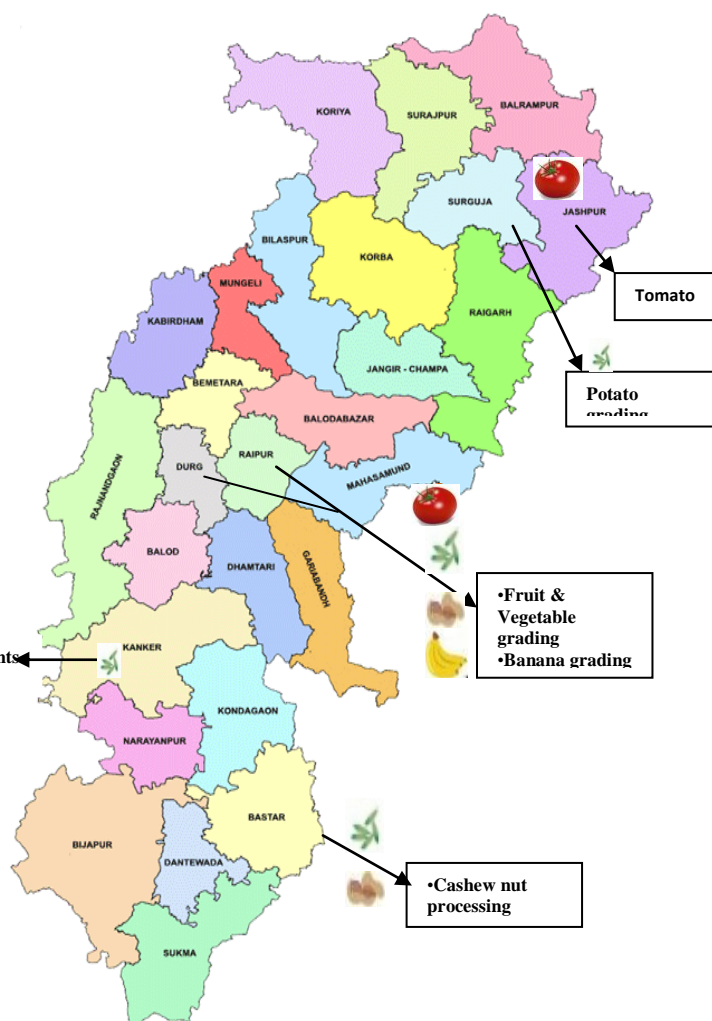 KORIYA
SURAJPUR
BALRAMPUR
SURGUJA
JASHPUR
BILASPUR
KORBA
MUNGELI
KABIRDHAM
RAIGARH
Tomato
JANGIR - CHAMPA
BEMETARA
Potato
grading
BALODABAZAR
RAJNANDGAON
DURG
RAIPUR
MAHASAMUND
BALOD
DHAMTARI
GARIABANDH
•Fruit &
Vegetable
grading
•Banana grading
KANKER
KONDAGAON
NARAYANPUR
BASTAR
BIJAPUR
DANTEWADA
•Cashew nut
processing
SUKMA